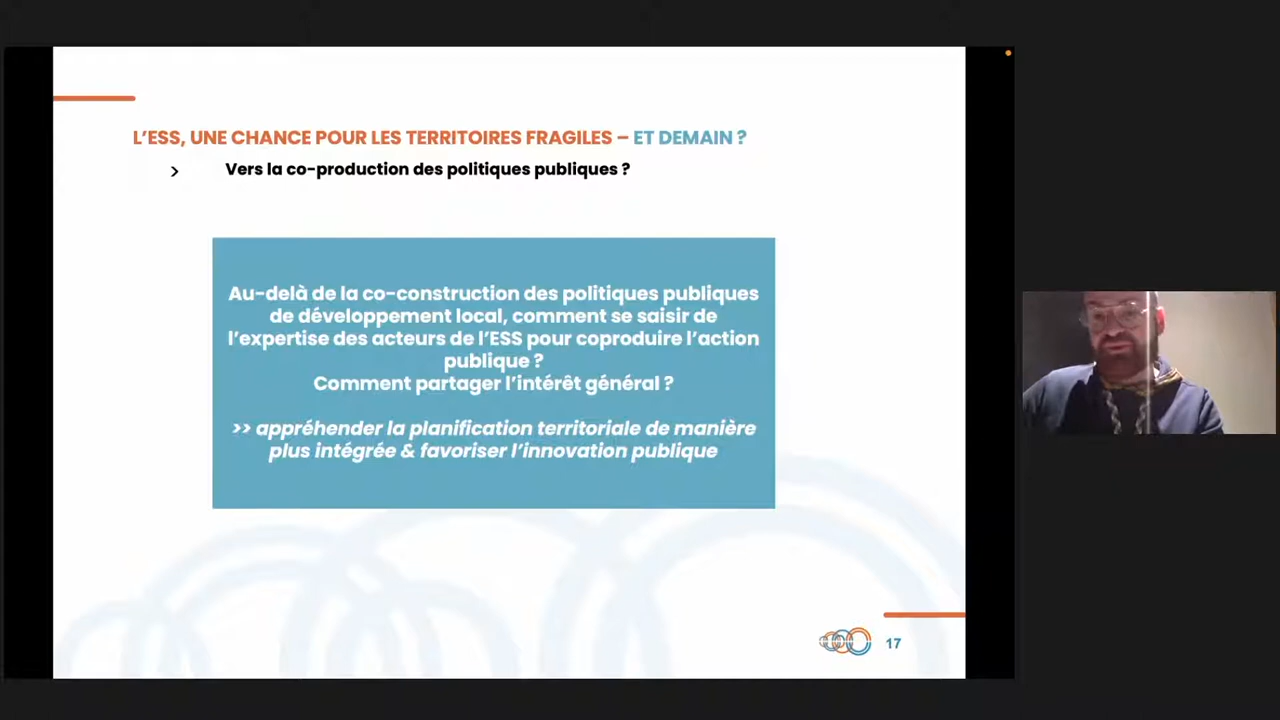 L'ESS, UNE CHANCE POUR LES TERRITOIRES FRAGILES – ET DEMAIN ?
> Vers la co-production des politiques publiques ?
Au-delà de la co-construction des politiques publiques
de développement local, comment se saisir de
l'expertise des acteurs de l'ESS pour coproduire l'action
publique ?
Comment partager l'intérêt général ?
>> appréhender la planification territoriale de manière
plus intégrée & favoriser l'innovation publique
17